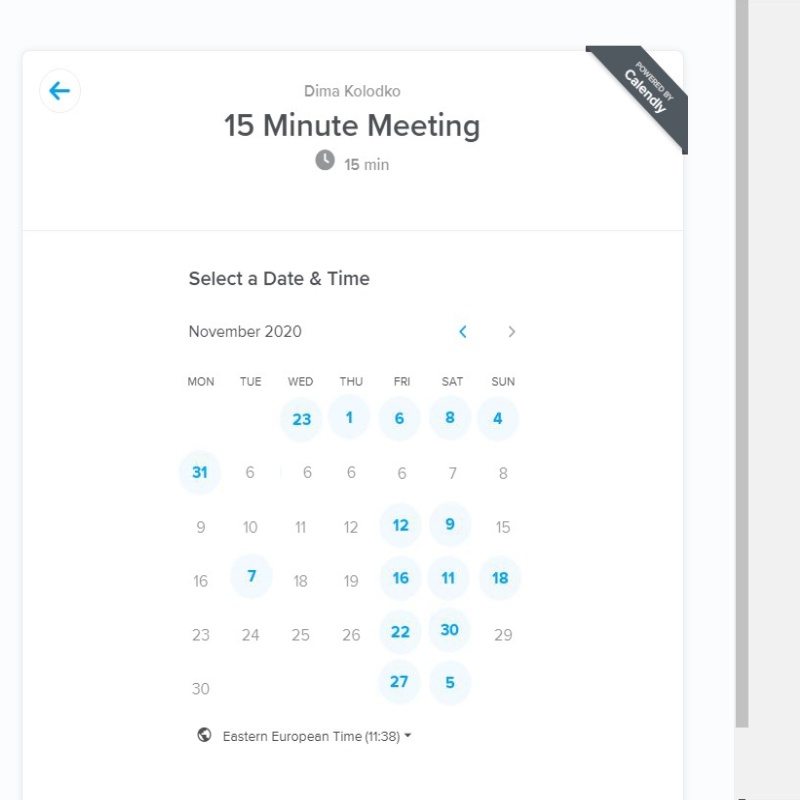 POWERED BY
Calendly
Dima Kolodko
15 Minute Meeting
15 min
Select a Date & Time
November 2020
MON TUE WED THU FRI SAT SUN
23 1 6 8 4
31 6 6 6 6 7 8
9 10 11 12 12 9 15
16 7 18 19 16 11 18
23 24 25 26 22 30 29
30 27 5
Eastern European Time (11:38)